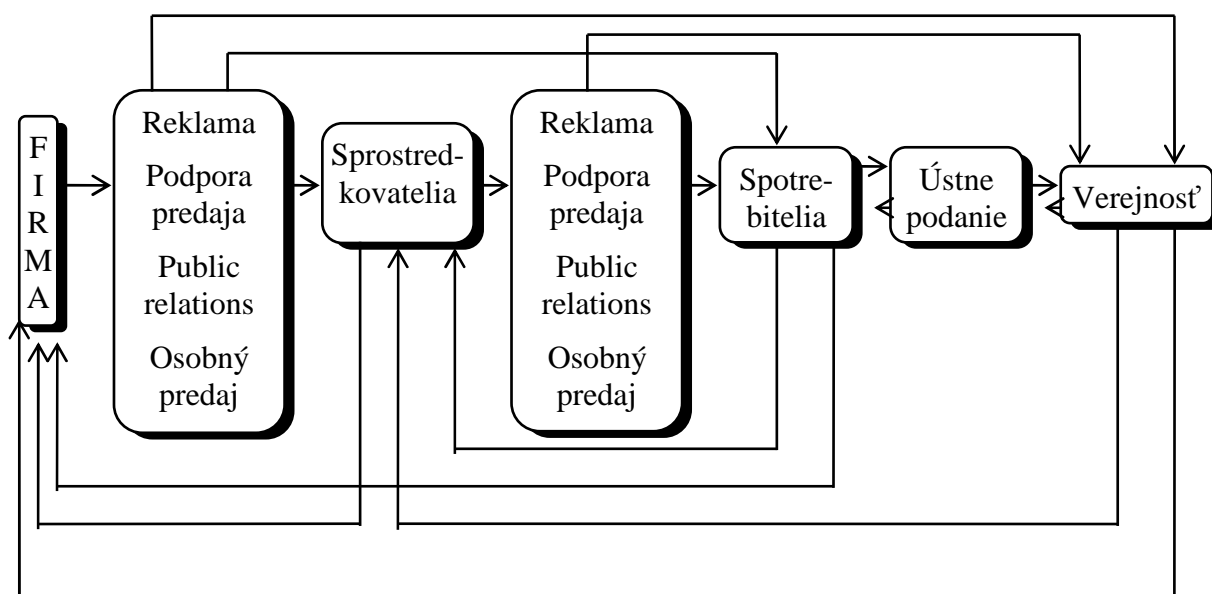 F
I
R
M
A
Reklama
Podpora
predaja
Public
relations
Osobný
predaj
Sprostred-
kovatelia
Reklama
Podpora
predaja
Public
relations
Osobný
predaj
Spotre-
bitelia
Ústne
podanie
Verejnosť